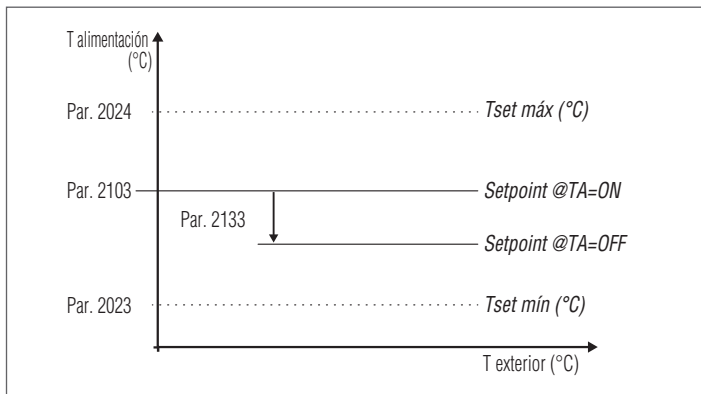 T alimentación
(°C)
Par. 2024
Tset máx (°C)
Par. 2103
Setpoint @TA=ON
Par. 2133
Setpoint @TA=OFF
Par. 2023
Tset mín (°C)
T exterior (°C)